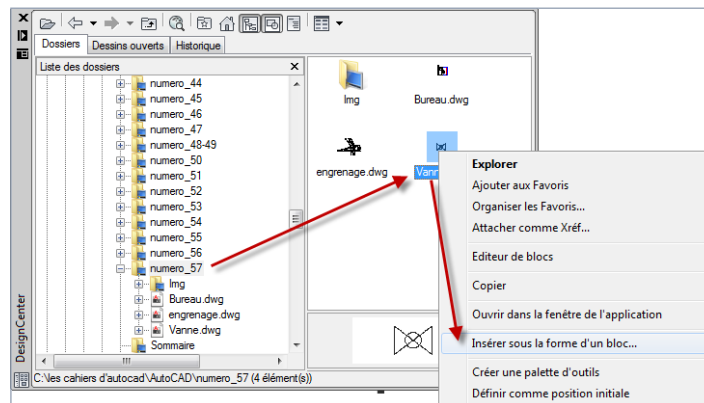 Dossiers Dessins ouverts Historique
Liste des dossiers
numero_44
numero_45
numero_46
numero_47
numero_48-49
numero_50
numero_51
numero_52
numero_53
numero_54
numero_55
numero_56
numero_57
Img
Bureau.dwg
engrenage.dwg
Vanne.dwg
Sommaire
Img Bureau.dwg
engrenage.dwg
Explorer
Ajouter aux Favoris
Organiser les Favoris...
Attacher comme Xréf...
Editeur de blocs
Copier
Ouvrir dans la fenêtre de l'application
Insérer sous la forme d'un bloc...
Créer une palette d'outils
Définir comme position initiale
DesignCenter
C:\les cahiers d'autocad\AutoCAD\numero_57 (4 élément(s))